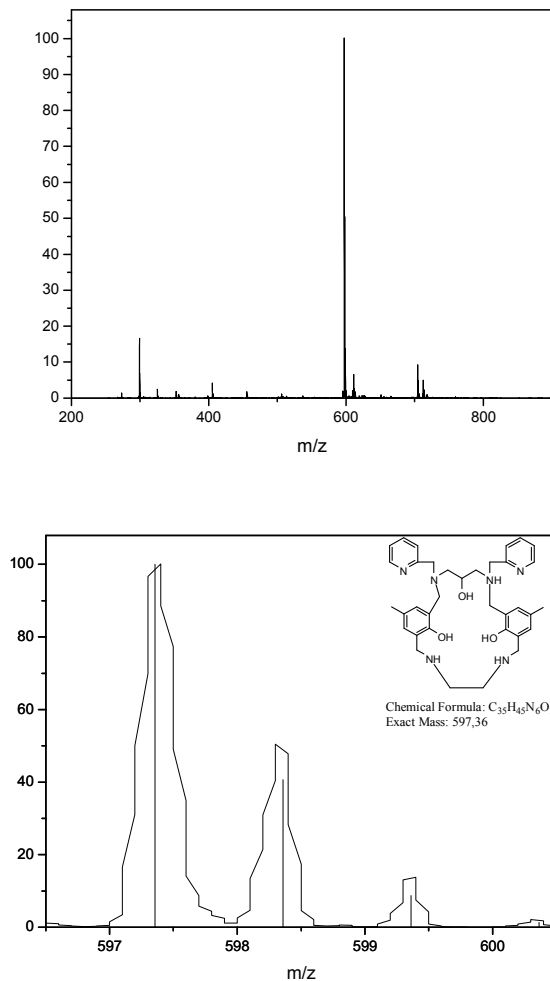 100
90
80
70
60
50
40
30
20
10
0
200 400 600 800
m/z
100
80
60
40
20
0
N N
N NH
OH
OH HO
NH HN
Chemical Formula: C₃₅H₄₅N₆O
Exact Mass: 597,36
597 598 599 600
m/z